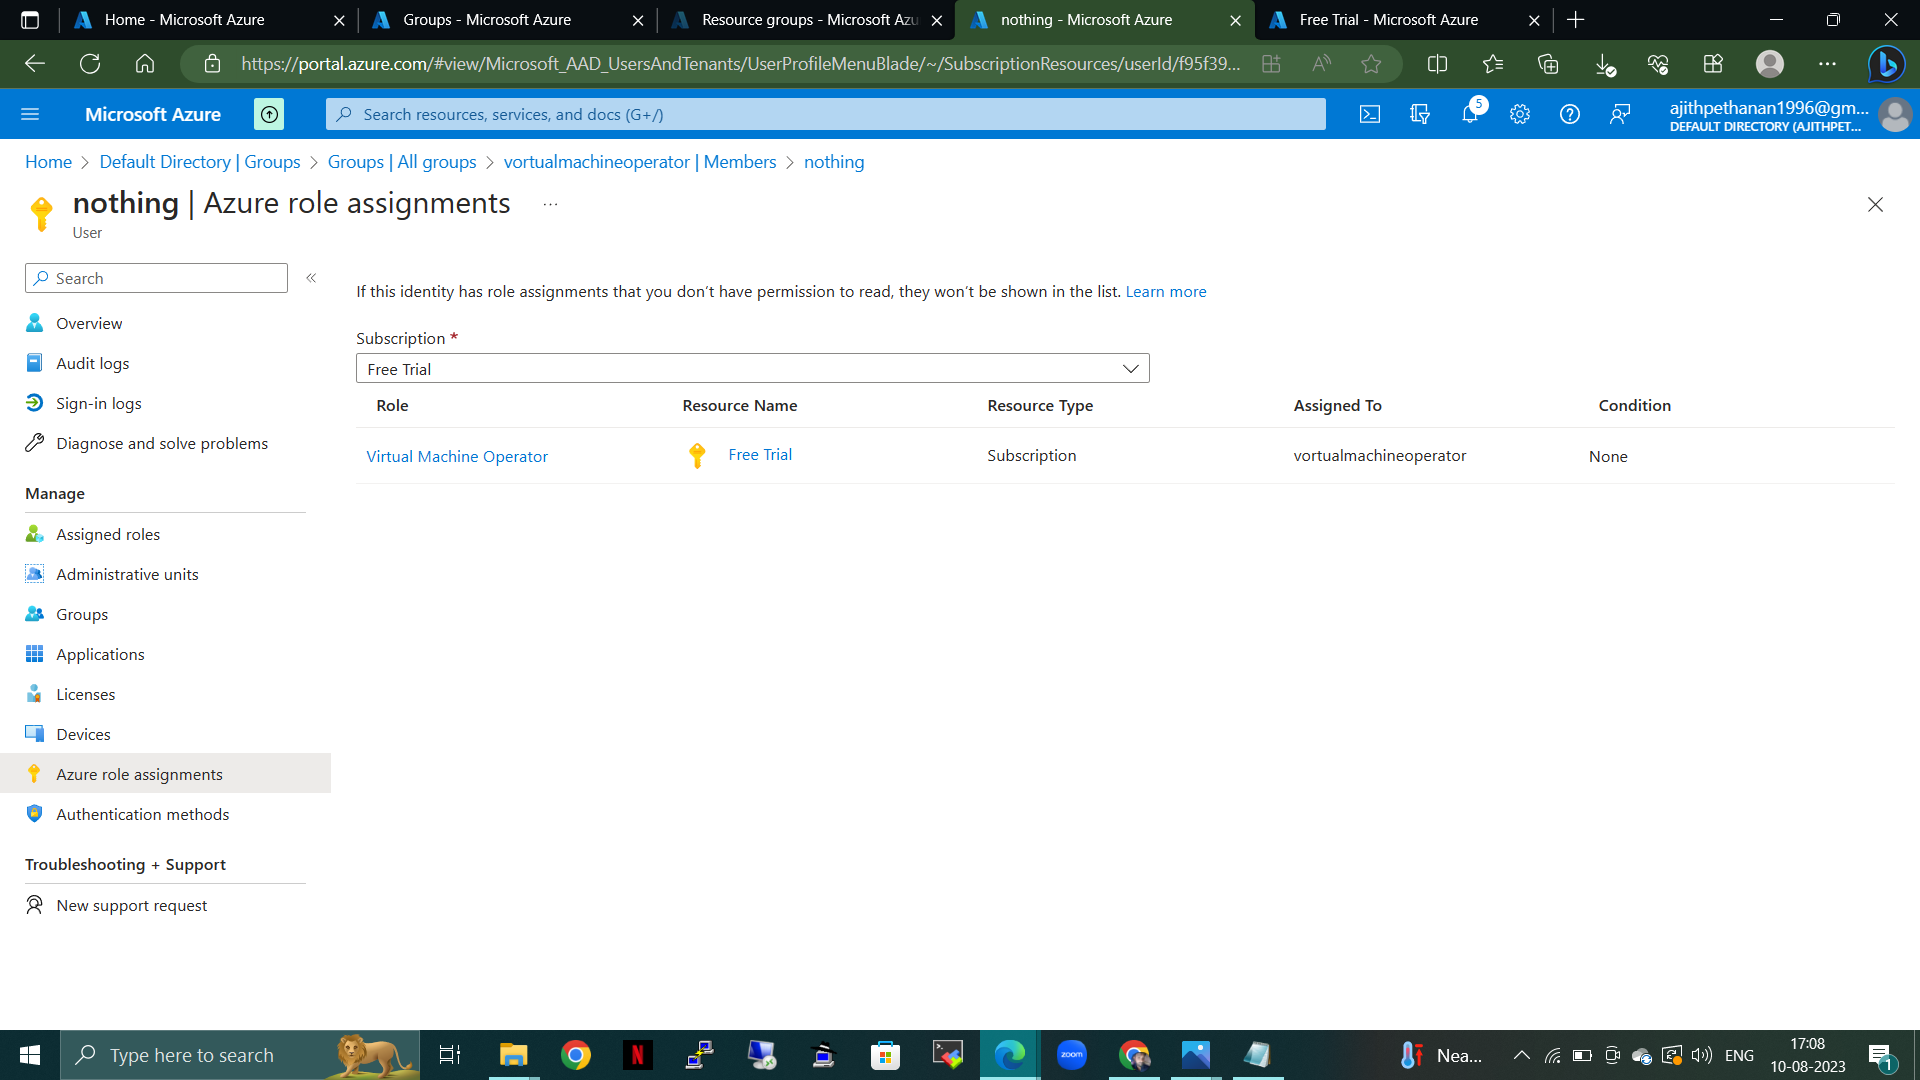 Home - Microsoft Azure
Groups - Microsoft Azure
Resource groups - Microsoft Azu
nothing - Microsoft Azure
Free Trial - Microsoft Azure
https://portal.azure.com/#view/Microsoft_AAD_UsersAndTenants/UserProfileMenuBlade/~/SubscriptionResources/userId/f95f39...
Microsoft Azure
Search resources, services, and docs (G+/)
5
ajithpethanan1996@gm...
DEFAULT DIRECTORY (AJITHPET...
Home > Default Directory | Groups > Groups | All groups > vortualmachineoperator | Members > nothing
nothing | Azure role assignments ...
User
Search
Overview
Audit logs
Sign-in logs
Diagnose and solve problems
Manage
Assigned roles
Administrative units
Groups
Applications
Licenses
Devices
Azure role assignments
Authentication methods
Troubleshooting + Support
New support request
If this identity has role assignments that you don't have permission to read, they won't be shown in the list. Learn more
Subscription *
Free Trial
Role Resource Name Resource Type Assigned To Condition
Virtual Machine Operator Free Trial Subscription vortualmachineoperator None
Type here to search
N
zoom
Nea...
ENG
17:08
10-08-2023
1